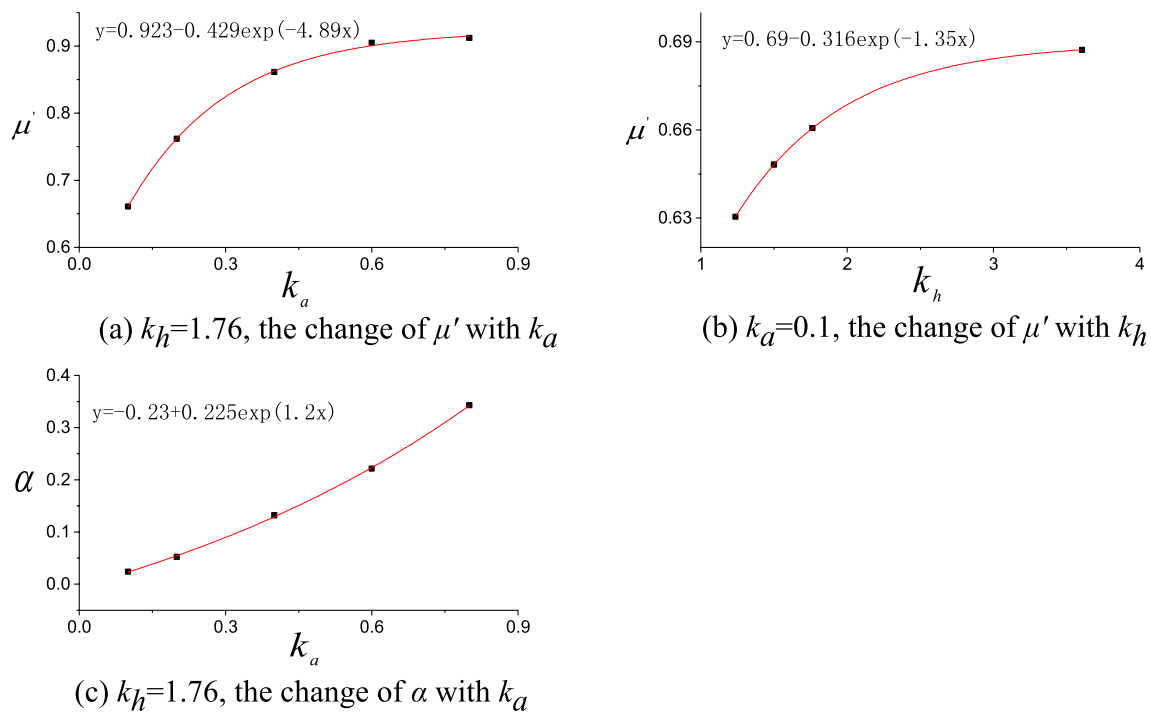 y=0.923-0.429exp(-4.89x)
0.9
0.8
μ'
0.7
0.6
0.0 0.3 0.6 0.9
k_a
(a) k_h=1.76, the change of μ′ with k_a
y=0.69-0.316exp(-1.35x)
0.69
0.66
μ'
0.63
1 2 3 4
k_h
(b) k_a=0.1, the change of μ′ with k_h
0.4
y=-0.23+0.225exp(1.2x)
0.3
α
0.2
0.1
0.0
0.0 0.3 0.6 0.9
k_a
(c) k_h=1.76, the change of α with k_a